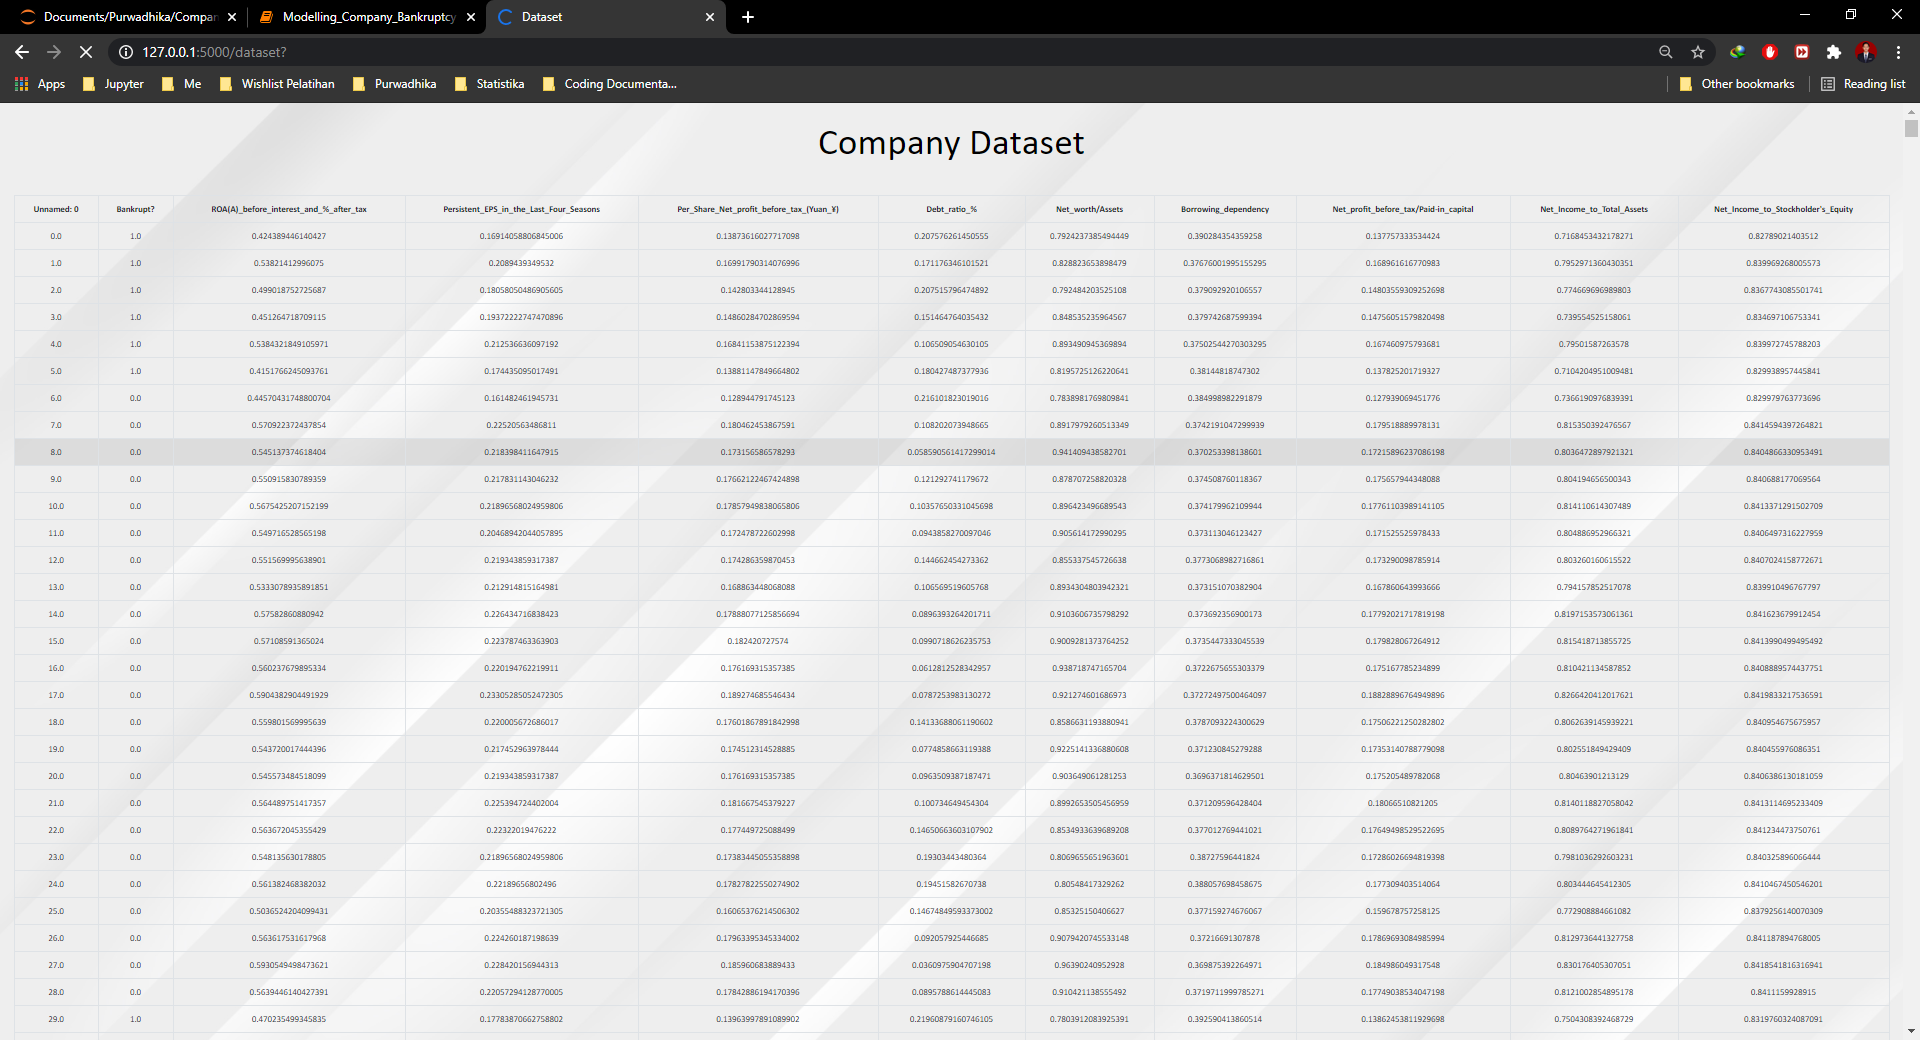 Documents/Purwadhika/Compar
Modelling_Company_Bankruptcy
Dataset
127.0.0.1:5000/dataset?
Apps Jupyter Me Wishlist Pelatihan Purwadhika Statistika Coding Documenta... Other bookmarks Reading list
Company Dataset
Unnamed: 0 Bankrupt? ROA(A)_before_interest_and_%_after_tax Persistent_EPS_in_the_Last_Four_Seasons Per_Share_Net_profit_before_tax_(Yuan_¥) Debt_ratio_% Net_worth/Assets Borrowing_dependency Net_profit_before_tax/Paid-in_capital Net_Income_to_Total_Assets Net_Income_to_Stockholder's_Equity
0.0 1.0 0.424389446140427 0.16914058806845006 0.13873616027717098 0.207576261450555 0.7924237385494449 0.390284354359258 0.137757333534424 0.7168453432178271 0.82789021403512
1.0 1.0 0.53821412996075 0.2089439349532 0.16991790314076996 0.171176346101521 0.828823653898479 0.37676001995155295 0.168961616770983 0.7952971360430351 0.839969268005573
2.0 1.0 0.499018752725687 0.18058050486905605 0.142803344128945 0.207515796474892 0.792484203525108 0.379092920106557 0.14803559309252698 0.774669696989803 0.8367743085501741
3.0 1.0 0.451264718709115 0.19372222747470896 0.14860284702869594 0.151464764035432 0.848535235964567 0.379742687599394 0.14756051579820498 0.739554525158061 0.834697106753341
4.0 1.0 0.5384321849105971 0.212536636097192 0.16841153875122394 0.106509054630105 0.893490945369894 0.37502544270303295 0.167460975793681 0.79501587263578 0.839972745788203
5.0 1.0 0.4151766245093761 0.174435095017491 0.13881147849664802 0.180427487377936 0.8195725126220641 0.38144818747302 0.137825201719327 0.7104204951009481 0.829938957445841
6.0 0.0 0.44570431748800704 0.161482461945731 0.128944791745123 0.216101823019016 0.7838981769809841 0.384998982291879 0.127939069451776 0.7366190976839391 0.829979763773696
7.0 0.0 0.570922372437854 0.22520563486811 0.180462453867591 0.108202073948665 0.8917979260513349 0.3742191047299939 0.179518889978131 0.815350392476567 0.8414594397264821
8.0 0.0 0.545137374618404 0.218398411647915 0.173156586578293 0.058590561417299014 0.941409438582701 0.370253398138601 0.17215896237086198 0.8036472897921321 0.8404866330953491
9.0 0.0 0.550915830789359 0.217831143046232 0.17662122467424898 0.121292741179672 0.878707258820328 0.374508760118367 0.175657944348088 0.804194656500343 0.840688177069564
10.0 0.0 0.5675425207152199 0.21896568024959806 0.17857949838065806 0.10357650331045698 0.896423496689543 0.374179962109944 0.17761103989141105 0.814110614307489 0.8413371291502709
11.0 0.0 0.549716528565198 0.20468942044057895 0.172478722602998 0.0943858270097046 0.905614172990295 0.373113046123427 0.171525525978433 0.804886952966321 0.8406497316227959
12.0 0.0 0.551569995638901 0.219343859317387 0.174286359870453 0.144662454273362 0.855337545726638 0.3773068982716861 0.173290098785914 0.803260160615522 0.8407024158772671
13.0 0.0 0.5333078935891851 0.212914815164981 0.168863448068088 0.106569519605768 0.8934304803942321 0.373151070382904 0.167860643993666 0.794157852517078 0.839910496767797
14.0 0.0 0.57582860880942 0.226434716838423 0.17888077125856694 0.0896393264201711 0.9103606735798292 0.373692356900173 0.17792021717819198 0.8197153573061361 0.841623679912454
15.0 0.0 0.57108591365024 0.223787463363903 0.182420727574 0.0990718626235753 0.9009281373764252 0.3735447333045539 0.179828067264912 0.815418713855725 0.8413990499495492
16.0 0.0 0.560237679895334 0.220194762219911 0.176169315357385 0.0612812528342957 0.938718747165704 0.3722675655303379 0.175167785234899 0.810421134587852 0.8408889574437751
17.0 0.0 0.5904382904491929 0.23305285052472305 0.189274685546434 0.0787253983130272 0.921274601686973 0.37272497500464097 0.18828896764949896 0.8266420412017621 0.8419833217536591
18.0 0.0 0.559801569995639 0.220005672686017 0.17601867891842998 0.14133688061190602 0.8586631193880941 0.3787093224300629 0.17506221250282802 0.8062639145939221 0.840954675675957
19.0 0.0 0.543720017444396 0.217452963978444 0.174512314528885 0.0774858663119388 0.9225141336880608 0.371230845279288 0.17353140788779098 0.802551849429409 0.840455976086351
20.0 0.0 0.545573484518099 0.219343859317387 0.176169315357385 0.0963509387187471 0.903649061281253 0.3696371814629501 0.175205489782068 0.80463901213129 0.8406386130181059
21.0 0.0 0.564489751417357 0.225394724402004 0.181667545379227 0.100734649454304 0.8992653505456959 0.371209596428404 0.18066510821205 0.8140118827058042 0.8413114695233409
22.0 0.0 0.563672045355429 0.22322019476222 0.177449725088499 0.14650663603107902 0.8534933639689208 0.377012769441021 0.17649498529522695 0.8089764271961841 0.841234473750761
23.0 0.0 0.548135630178805 0.21896568024959806 0.17383445055358898 0.19303443480364 0.8069655651963601 0.38727596441824 0.17286026694819398 0.7981036292603231 0.840325896066444
24.0 0.0 0.561382468382032 0.22189656802496 0.17827822550274902 0.19451582670738 0.80548417329262 0.388057698458675 0.177309403514064 0.803444645412305 0.8410467450546201
25.0 0.0 0.5036524204099431 0.20355488323721305 0.16065376214506302 0.14674849593373002 0.85325150406627 0.377159274676067 0.159678757258125 0.772908884661082 0.8379256140070309
26.0 0.0 0.563617531617968 0.224260187198639 0.17963395345334002 0.092057925446685 0.9079420745533148 0.37216691307878 0.17869693084985994 0.8129736441327758 0.841187894768005
27.0 0.0 0.5930549498473621 0.228420156944313 0.185960683889433 0.0360975904707198 0.96390240952928 0.369875392264971 0.184986049317548 0.830176405307051 0.8418541816316941
28.0 0.0 0.5639446140427391 0.22057294128770005 0.17842886194170396 0.0895788614445083 0.910421138555492 0.3719711999785271 0.17749038534047198 0.8121002854895178 0.8411159928915
29.0 1.0 0.470235499345835 0.17783870662758802 0.13963997891089902 0.21960879160746105 0.7803912083925391 0.392590413860514 0.13862453811929698 0.7504308392468729 0.8319760324087091